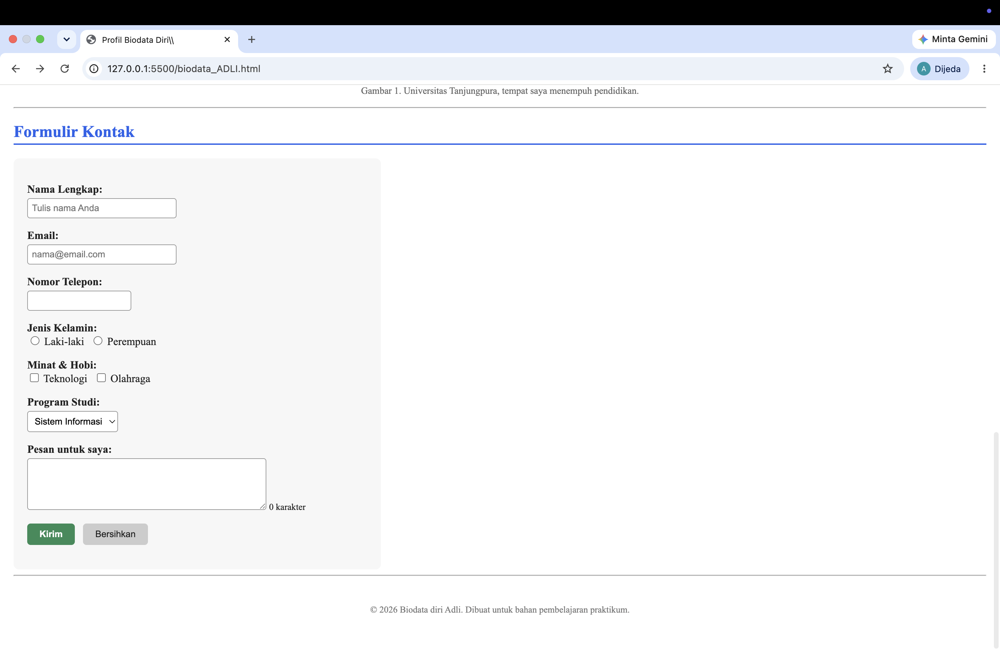 Profil Biodata Diri\\
Minta Gemini
127.0.0.1:5500/biodata_ADLI.html
A Dijeda
Gambar 1. Universitas Tanjungpura, tempat saya menempuh pendidikan.
Formulir Kontak
Nama Lengkap:
Tulis nama Anda
Email:
nama@email.com
Nomor Telepon:
Jenis Kelamin:
Laki-laki Perempuan
Minat & Hobi:
Teknologi Olahraga
Program Studi:
Sistem Informasi
Pesan untuk saya:
0 karakter
Kirim Bersihkan
© 2026 Biodata diri Adli. Dibuat untuk bahan pembelajaran praktikum.